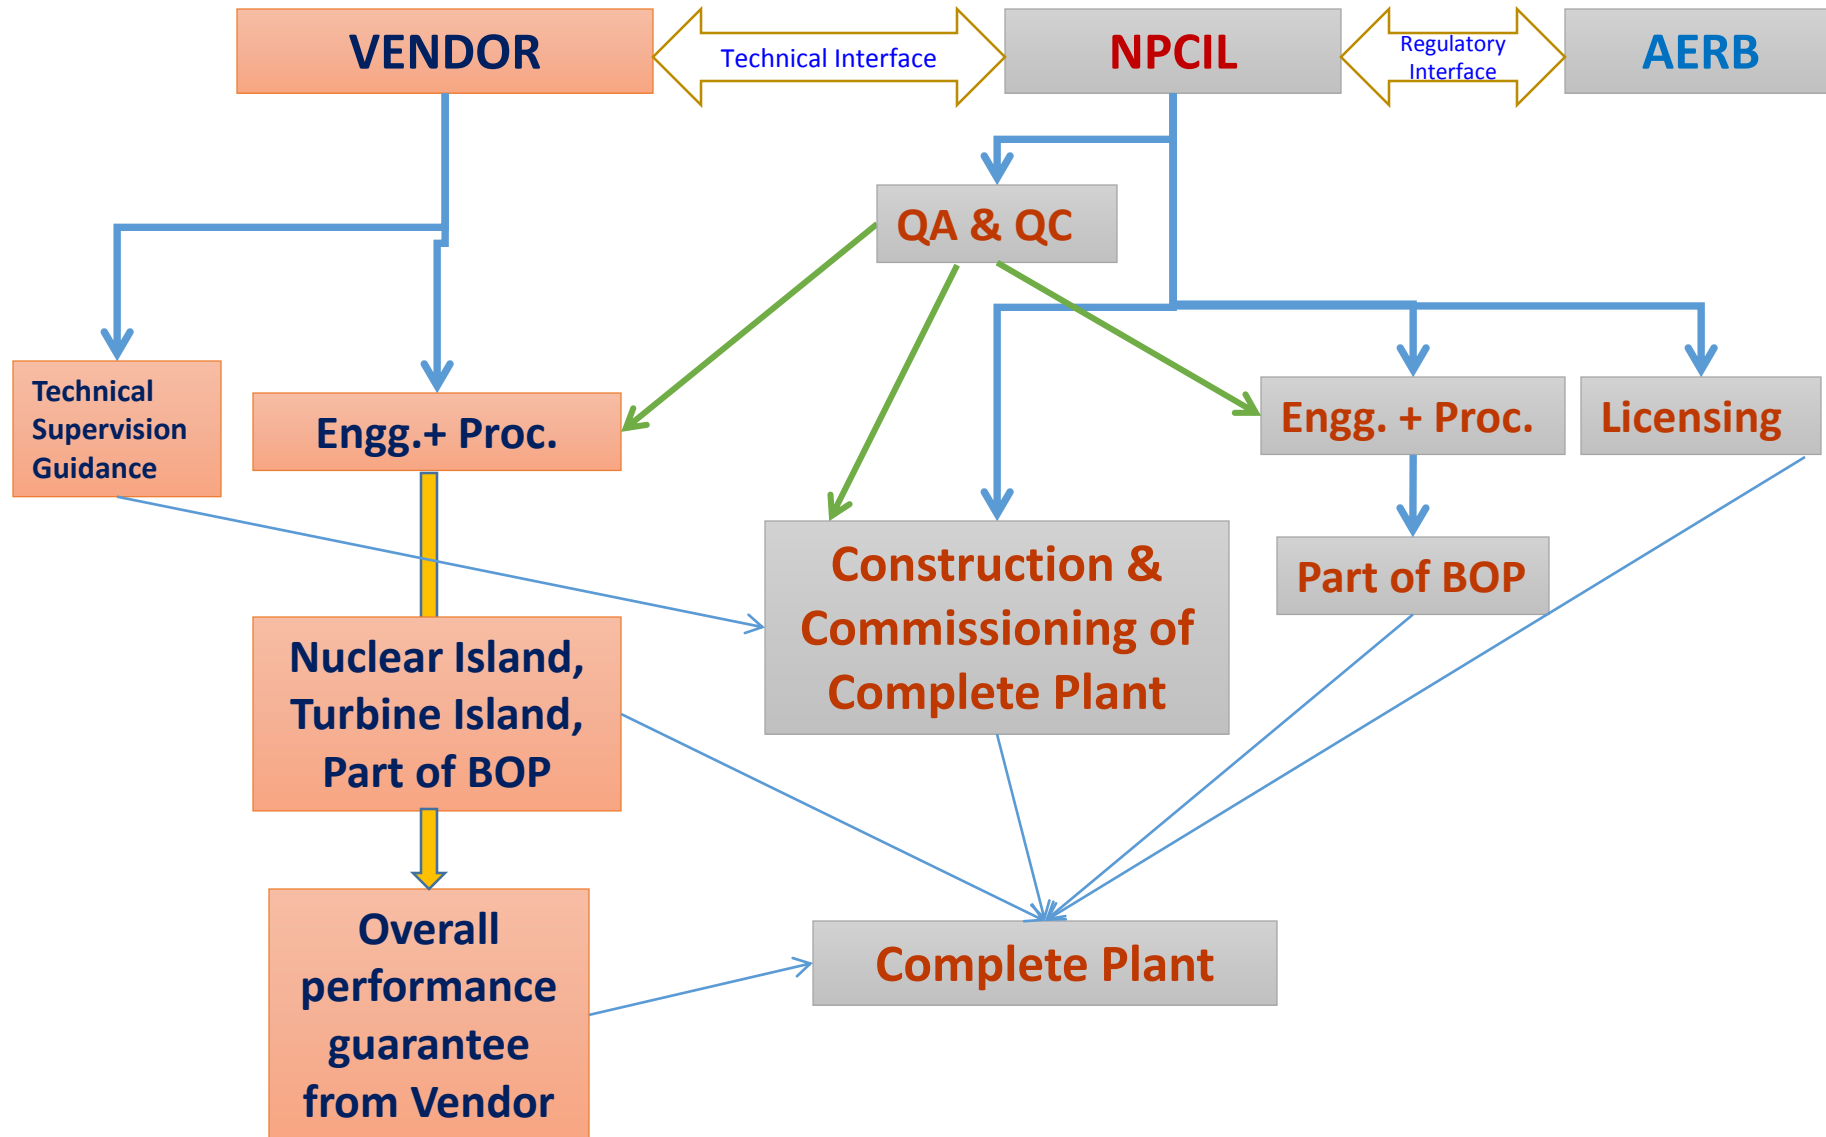 VENDOR
Technical Interface
NPCIL
Regulatory
Interface
AERB
QA & QC
Technical
Supervision
Guidance
Engg.+ Proc.
Engg. + Proc.
Licensing
Construction &
Commissioning of
Complete Plant
Part of BOP
Nuclear Island,
Turbine Island,
Part of BOP
Overall
performance
guarantee
from Vendor
Complete Plant